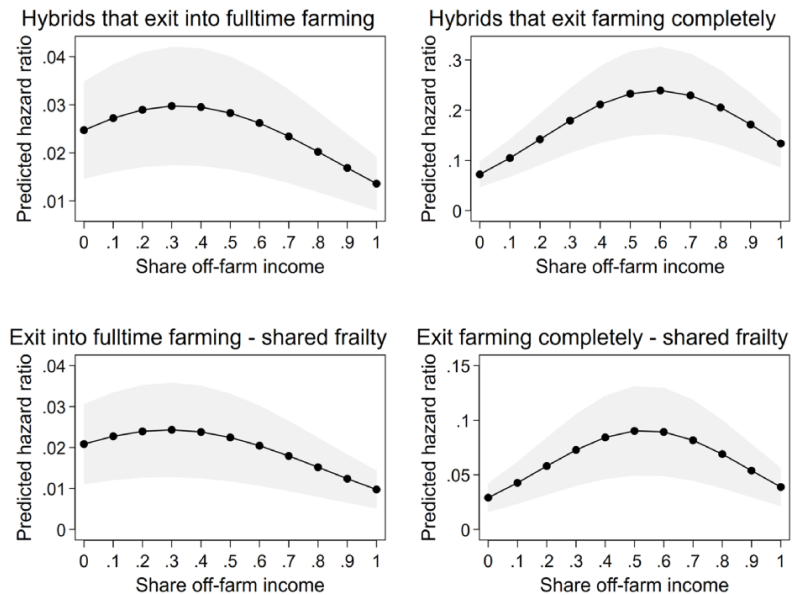 Hybrids that exit into fulltime farming
Predicted hazard ratio
.04
.03
.02
.01
0 .1 .2 .3 .4 .5 .6 .7 .8 .9 1
Share off-farm income
Hybrids that exit farming completely
Predicted hazard ratio
.3
.2
.1
0
0 .1 .2 .3 .4 .5 .6 .7 .8 .9 1
Share off-farm income
Exit into fulltime farming - shared frailty
Predicted hazard ratio
.04
.03
.02
.01
0
0 .1 .2 .3 .4 .5 .6 .7 .8 .9 1
Share off-farm income
Exit farming completely - shared frailty
Predicted hazard ratio
.15
.1
.05
0
0 .1 .2 .3 .4 .5 .6 .7 .8 .9 1
Share off-farm income